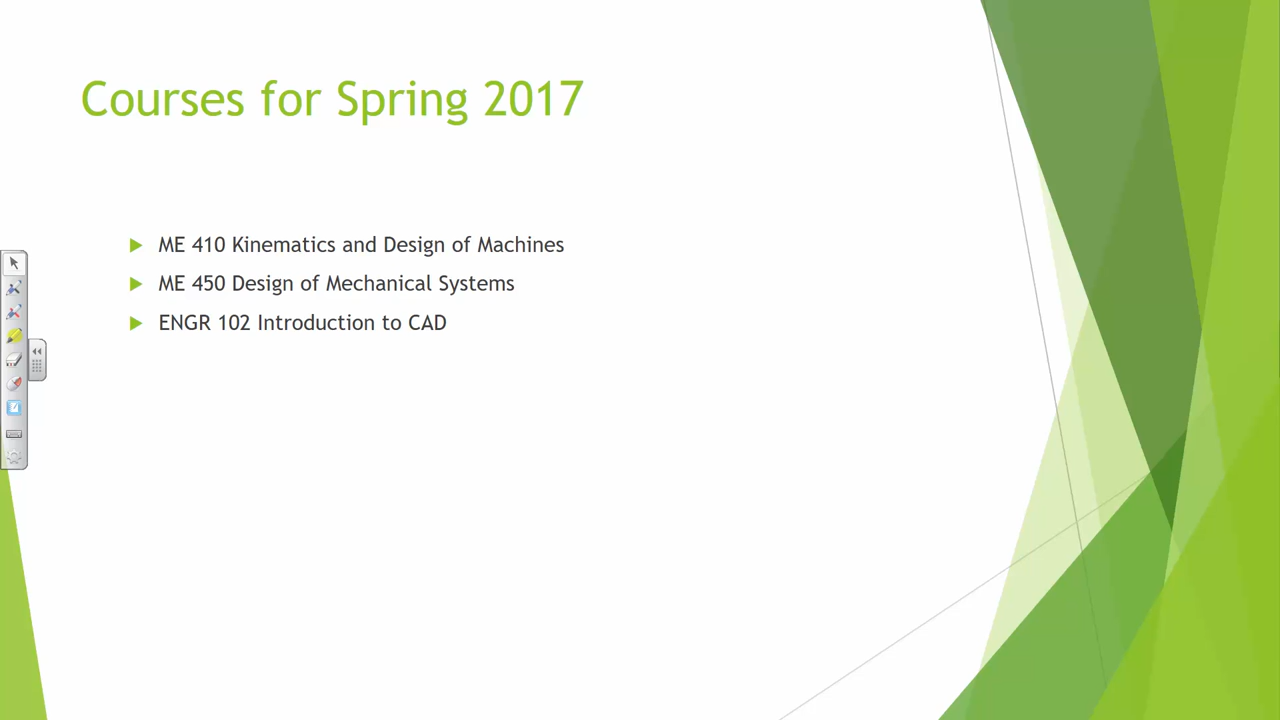 Courses for Spring 2017
ME 410 Kinematics and Design of Machines
ME 450 Design of Mechanical Systems
ENGR 102 Introduction to CAD